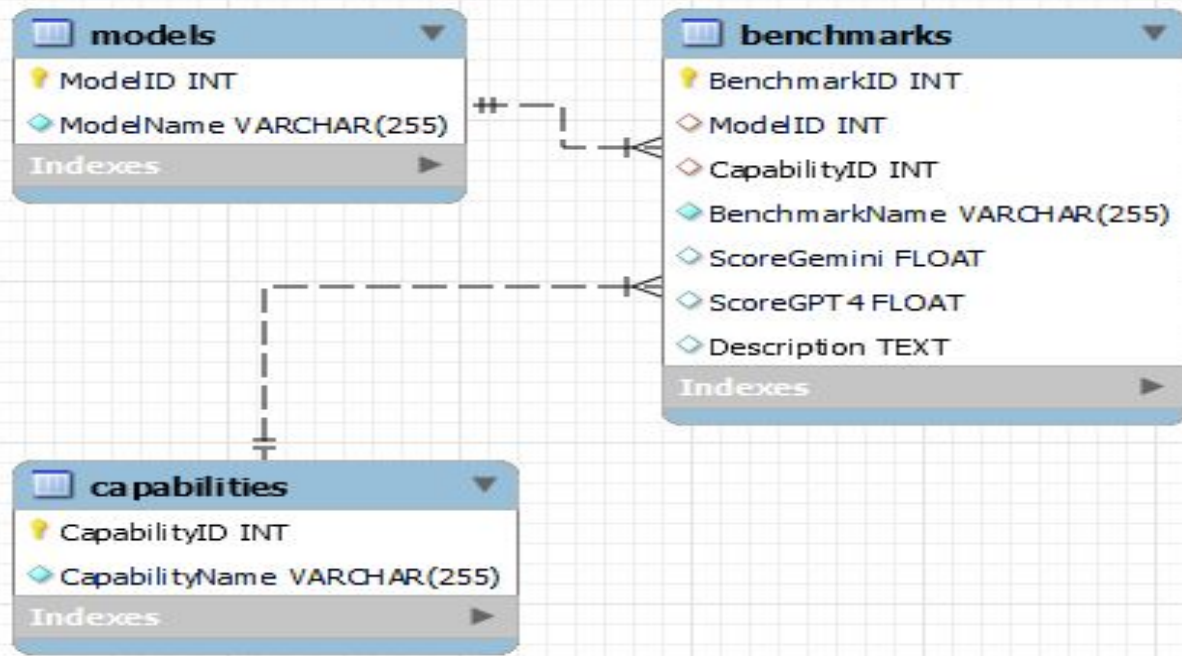 models
ModelID INT
ModelName VARCHAR(255)
Indexes
benchmarks
BenchmarkID INT
ModelID INT
CapabilityID INT
BenchmarkName VARCHAR(255)
ScoreGemini FLOAT
ScoreGPT4 FLOAT
Description TEXT
Indexes
capabilities
CapabilityID INT
CapabilityName VARCHAR(255)
Indexes